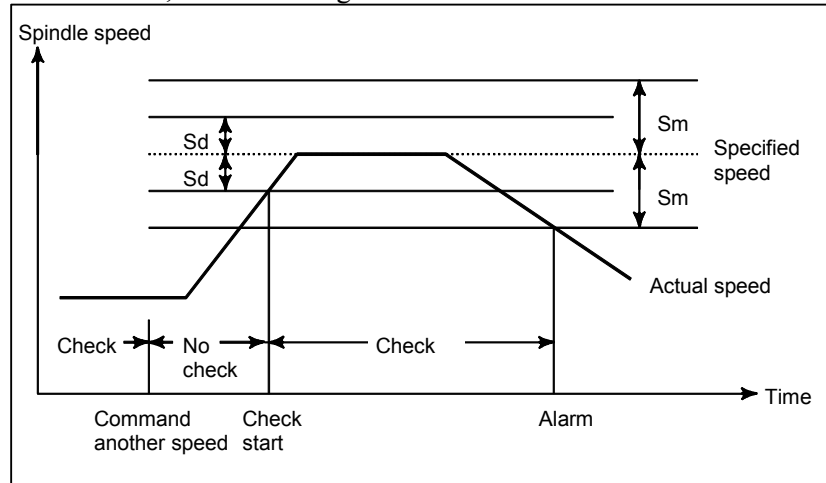 Spindle speed
Sd
Sd
Sm
Sm
Specified
speed
Actual speed
Check
No
check
Check
Time
Command
another speed
Check
start
Alarm